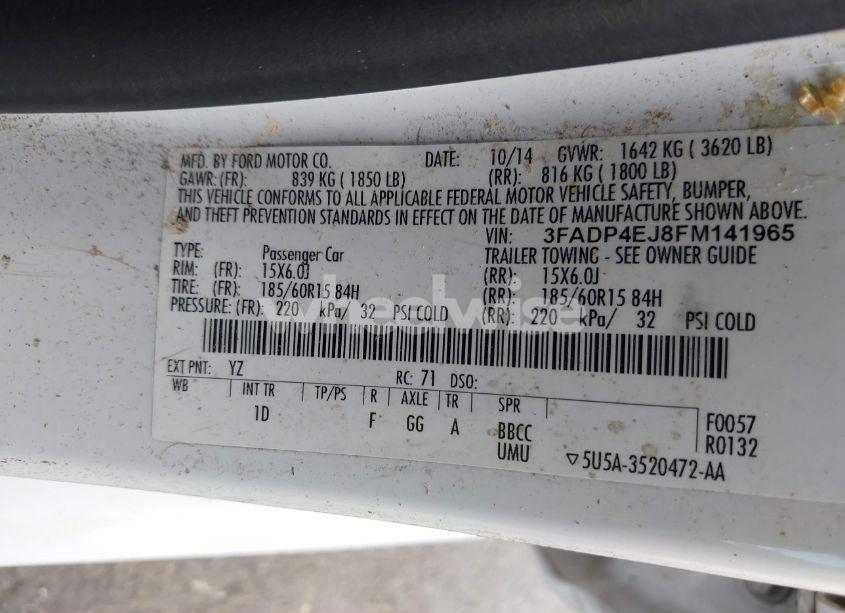 MFD. BY FORD MOTOR CO. DATE: 10/14 GVWR: 1642 KG ( 3620 LB)
GAWR: (FR): 839 KG ( 1850 LB) (RR): 816 KG ( 1800 LB)
THIS VEHICLE CONFORMS TO ALL APPLICABLE FEDERAL MOTOR VEHICLE SAFETY, BUMPER,
AND THEFT PREVENTION STANDARDS IN EFFECT ON THE DATE OF MANUFACTURE SHOWN ABOVE.
VIN: 3FADP4EJ8FM141965
TYPE: Passenger Car TRAILER TOWING - SEE OWNER GUIDE
RIM: (FR): 15X6.0J (RR): 15X6.0J
TIRE: (FR): 185/60R15 84H (RR): 185/60R15 84H
PRESSURE: (FR): 220 kPa/ 32 PSI COLD (RR): 220 kPa/ 32 PSI COLD
wheelwise
EXT PNT: YZ RC: 71 DSO:
WB INT TR TP/PS R AXLE TR SPR
1D F GG A BBCC F0057
UMU R0132
▽5U5A-3520472-AA